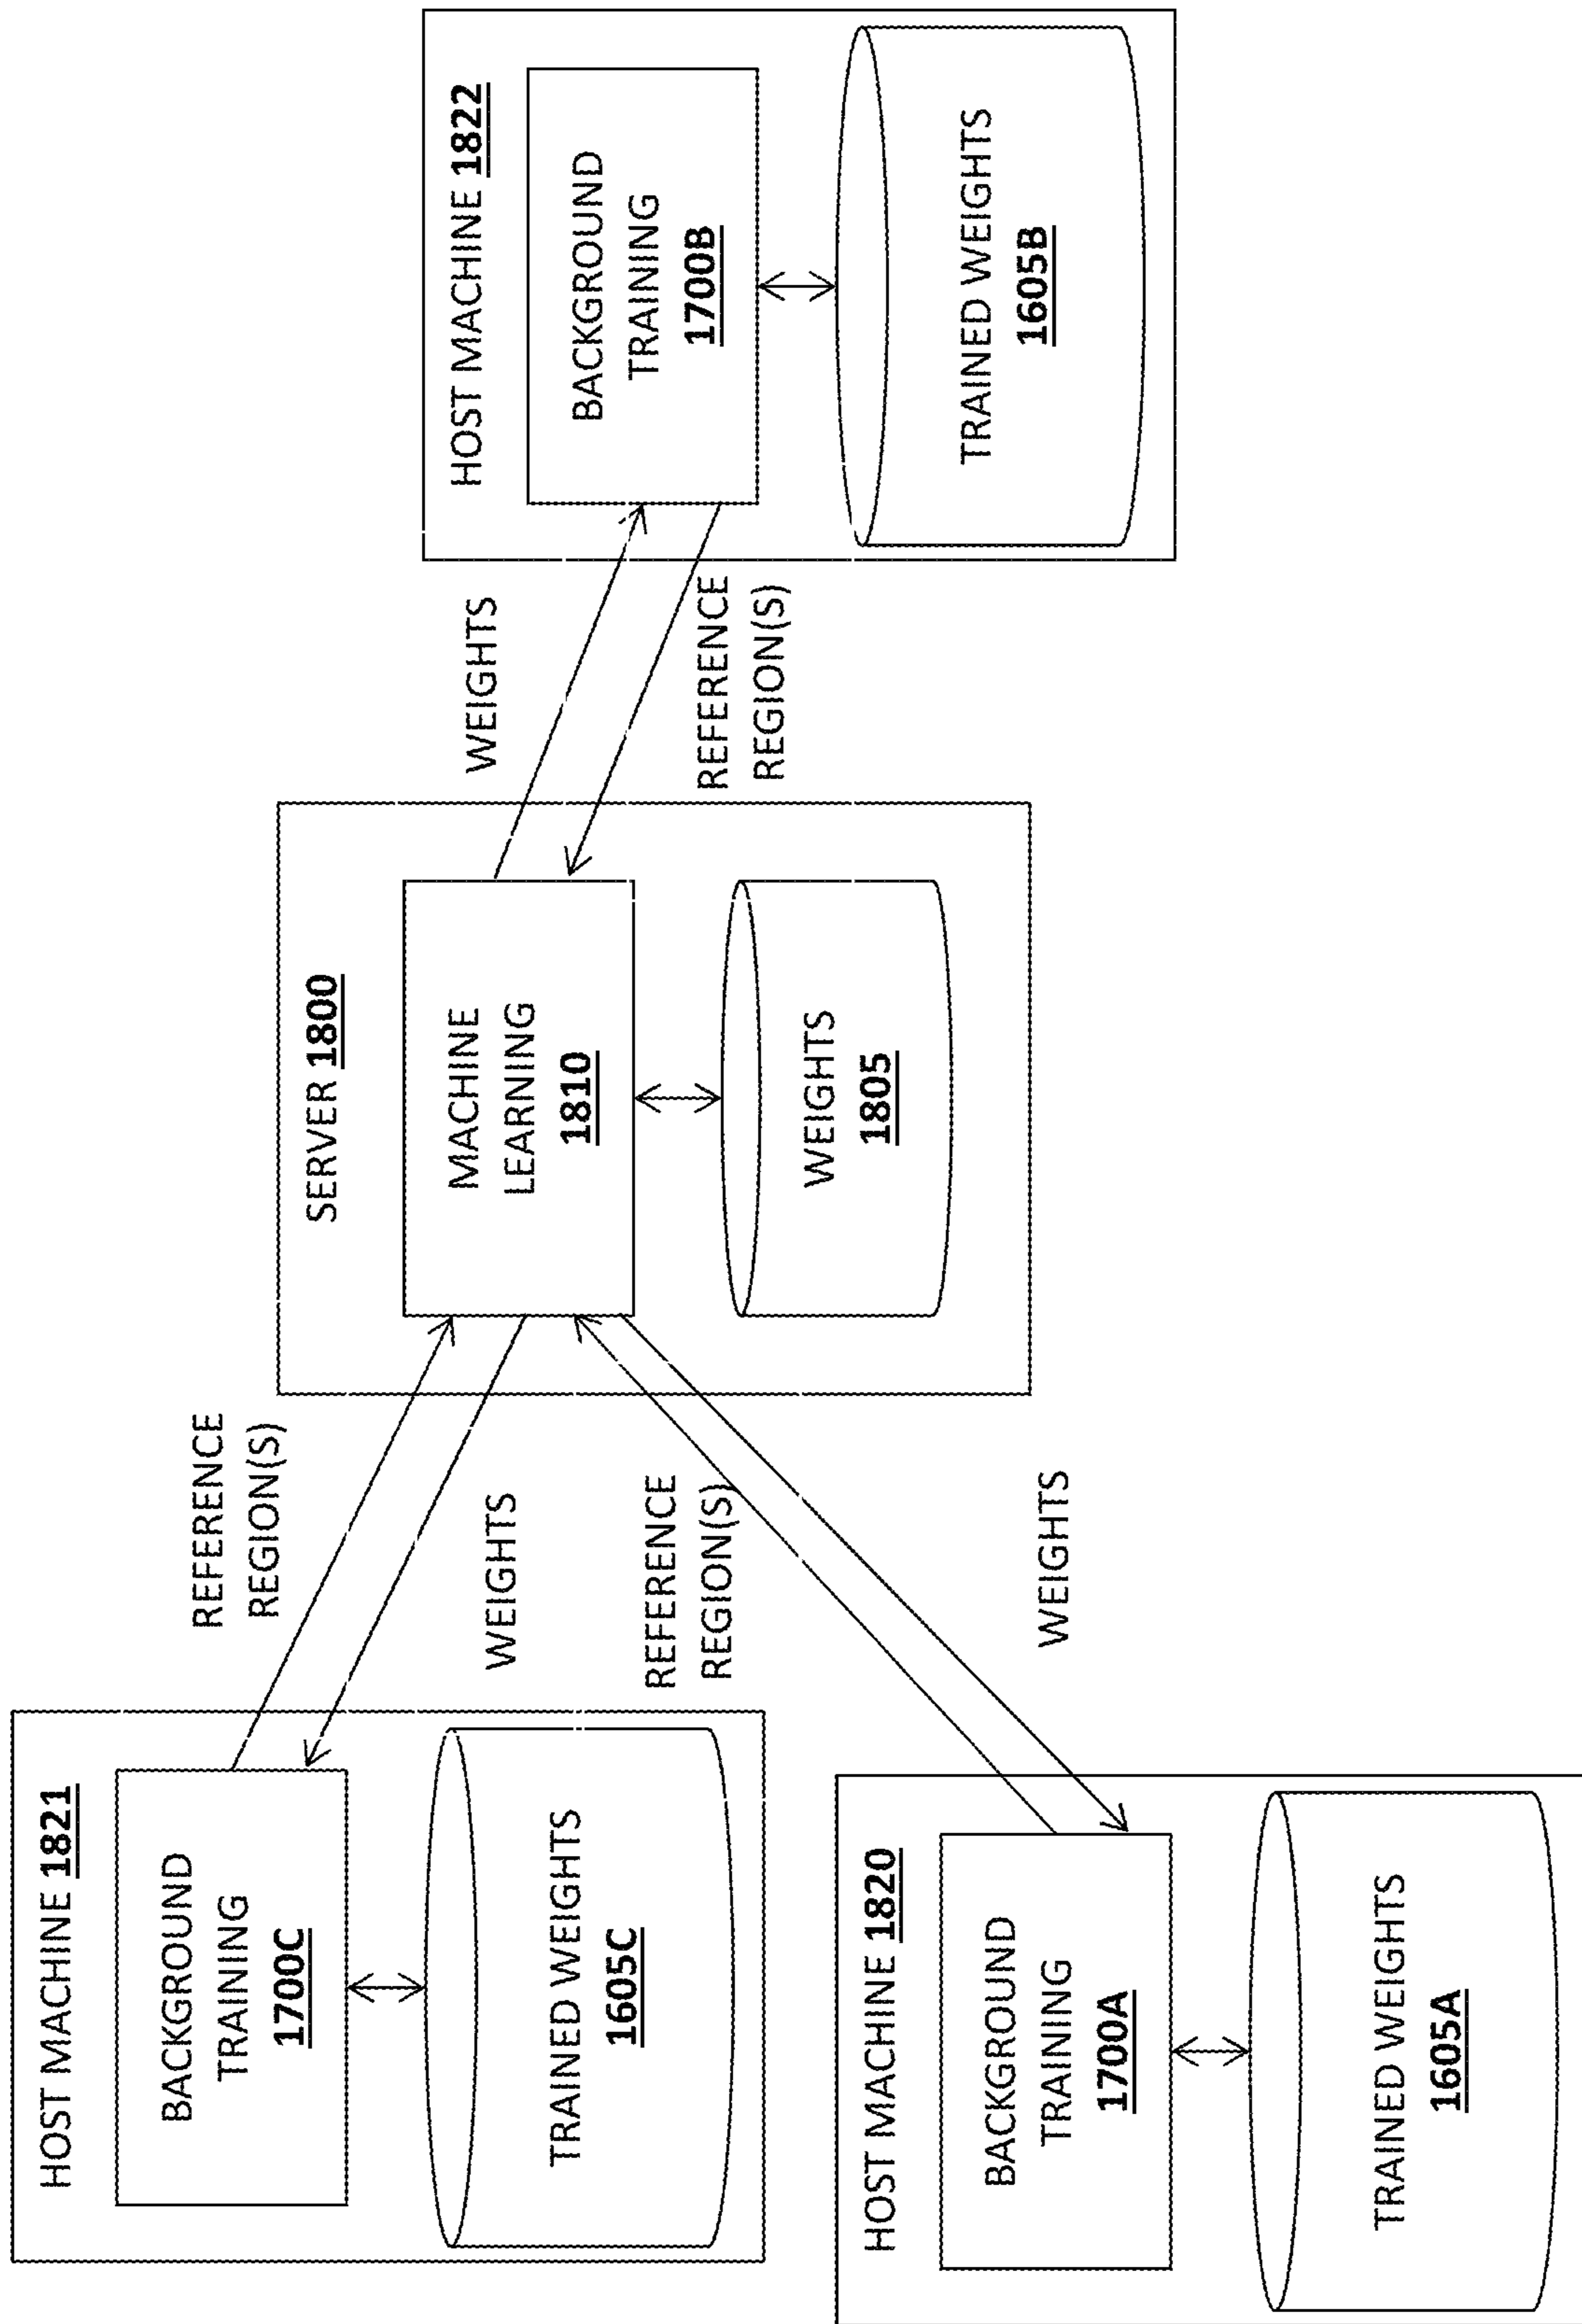 HOST MACHINE 1821
BACKGROUND
TRAINING
1700C
TRAINED WEIGHTS
1605C
REFERENCE
REGION(S)
WEIGHTS
HOST MACHINE 1820
BACKGROUND
TRAINING
1700A
TRAINED WEIGHTS
1605A
REFERENCE
REGION(S)
WEIGHTS
SERVER 1800
MACHINE
LEARNING
1810
WEIGHTS
1805
WEIGHTS
REFERENCE
REGION(S)
HOST MACHINE 1822
BACKGROUND
TRAINING
1700B
TRAINED WEIGHTS
1605B